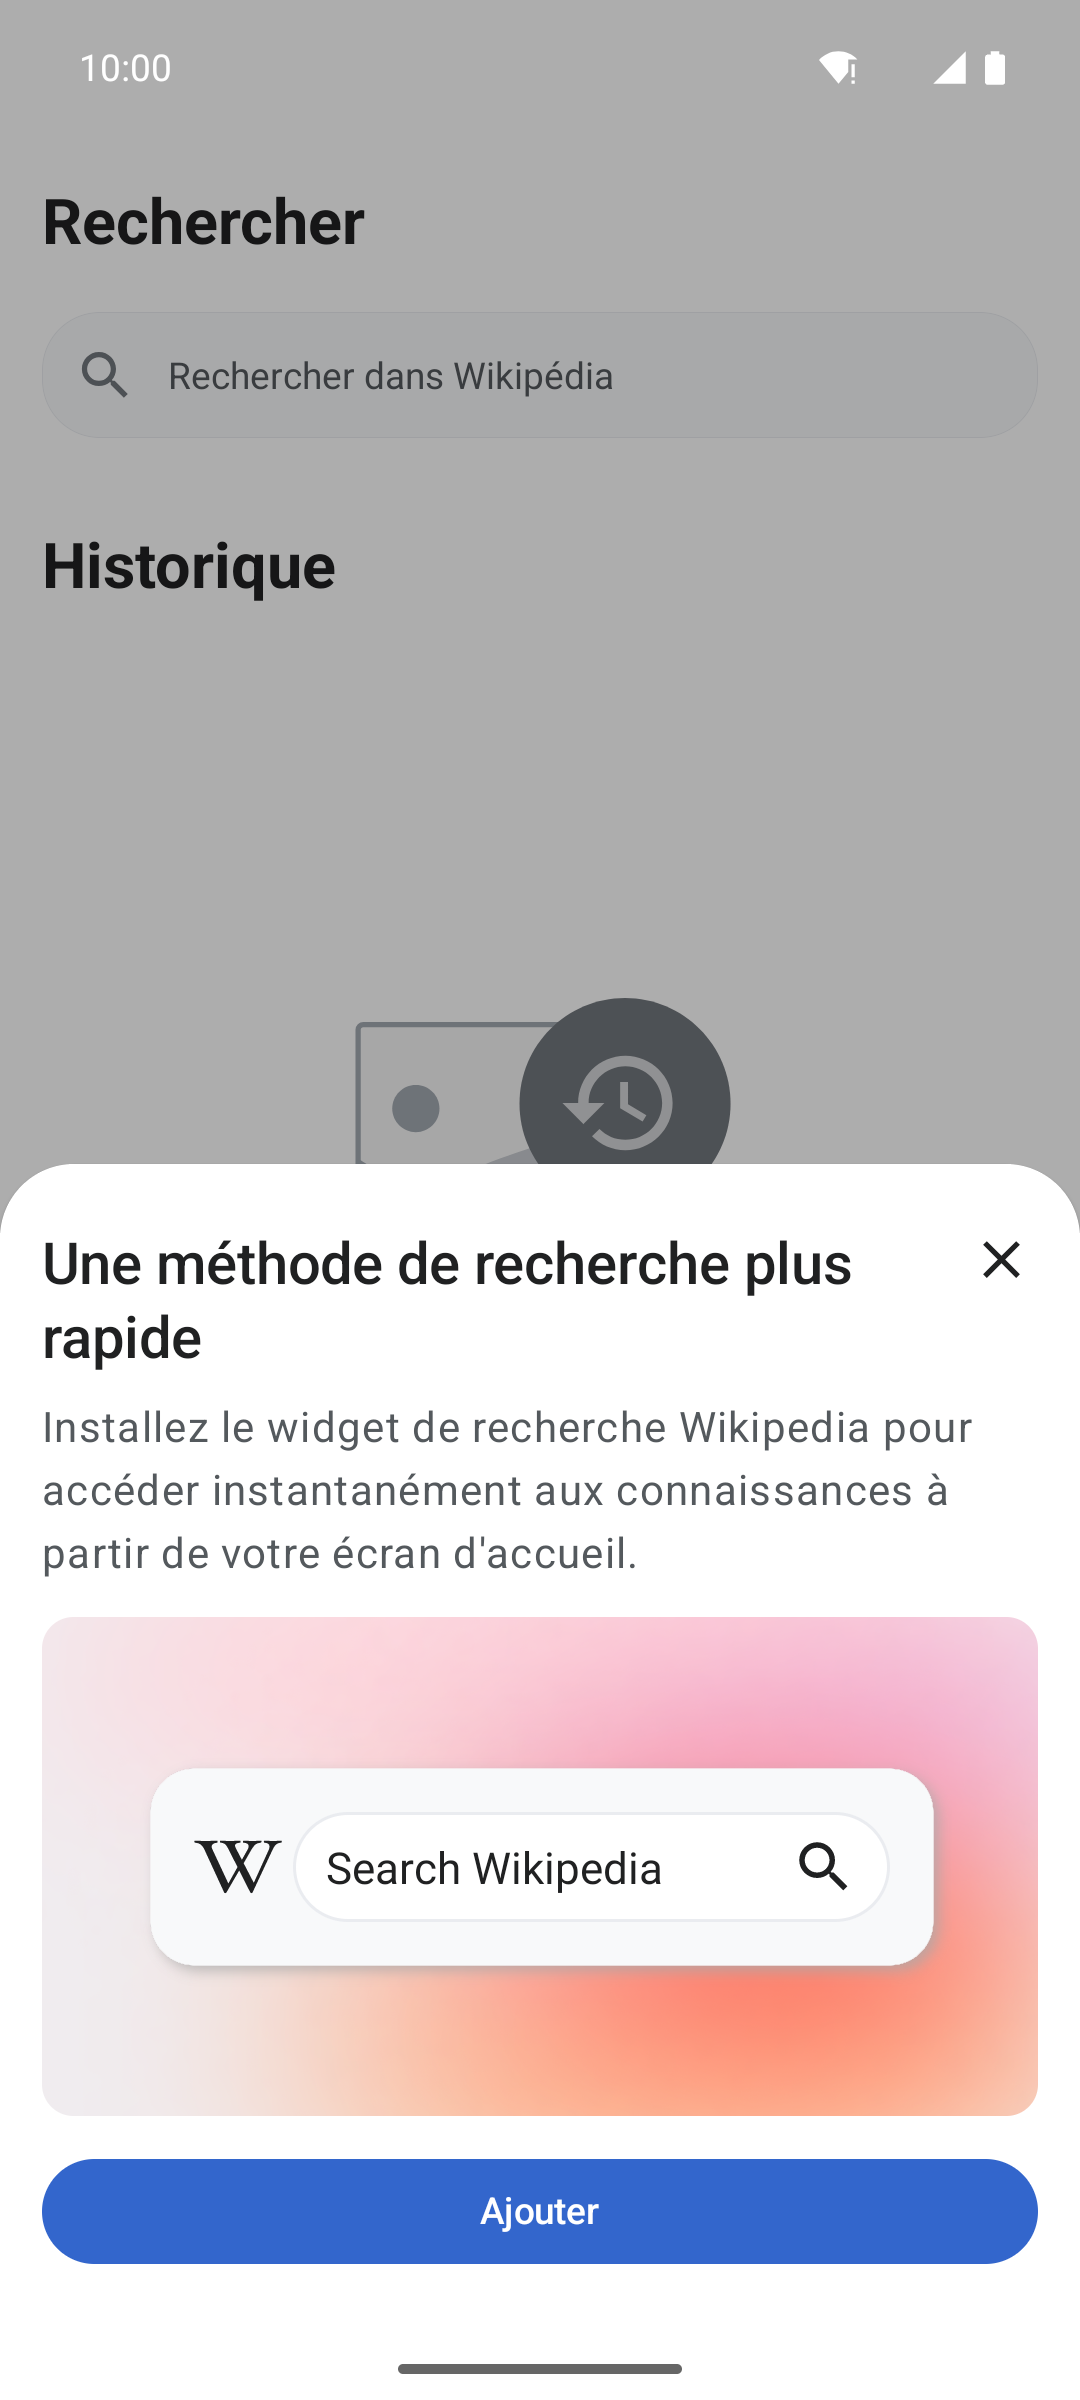 10:00
Rechercher
Rechercher dans Wikipédia
Historique
Une méthode de recherche plus
rapide
Installez le widget de recherche Wikipedia pour
accéder instantanément aux connaissances à
partir de votre écran d'accueil.
W Search Wikipedia
Ajouter